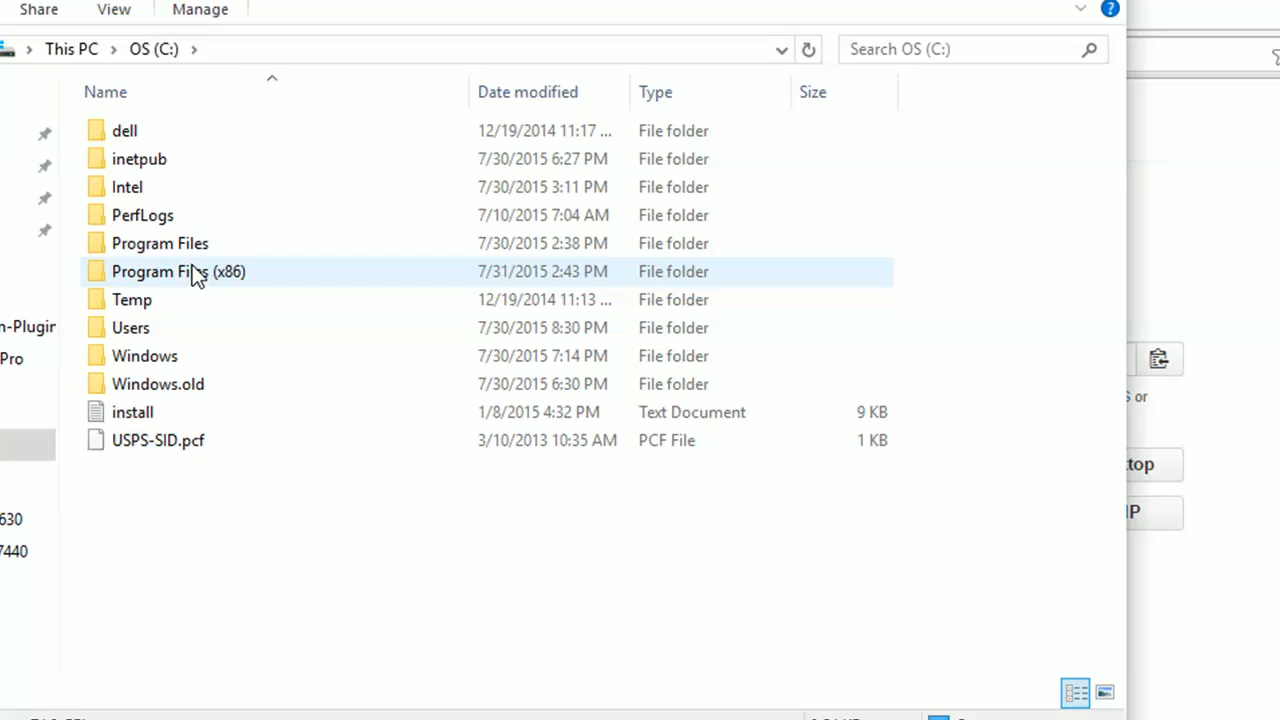 Share View Manage
This PC OS (C:) Search OS (C:)
Name Date modified Type Size
dell 12/19/2014 11:17 ... File folder
inetpub 7/30/2015 6:27 PM File folder
Intel 7/30/2015 3:11 PM File folder
PerfLogs 7/10/2015 7:04 AM File folder
Program Files 7/30/2015 2:38 PM File folder
Program Files (x86) 7/31/2015 2:43 PM File folder
Temp 12/19/2014 11:13 ... File folder
n-Plugin Users 7/30/2015 8:30 PM File folder
Pro Windows 7/30/2015 7:14 PM File folder
Windows.old 7/30/2015 6:30 PM File folder
S or
install 1/8/2015 4:32 PM Text Document 9 KB
USPS-SID.pcf 3/10/2013 10:35 AM PCF File 1 KB
top
630 IP
7440